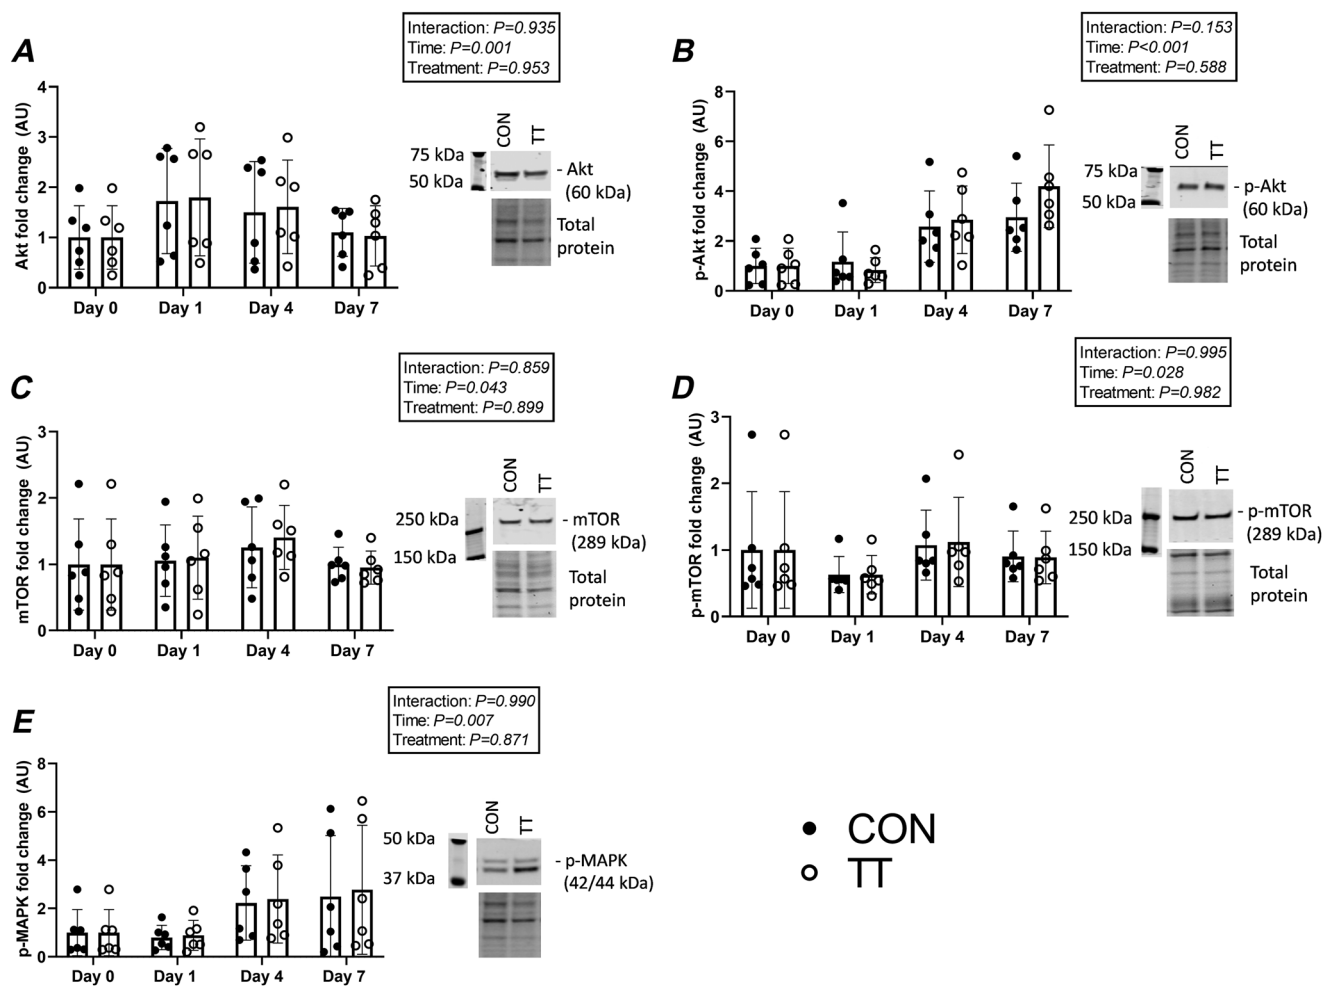 A
Interaction: P=0.935
Time: P=0.001
Treatment: P=0.953
Akt fold change (AU)
4
3
2
1
0
Day 0
Day 1
Day 4
Day 7
CON
TT
75 kDa
50 kDa
- Akt
(60 kDa)
Total
protein
B
Interaction: P=0.153
Time: P<0.001
Treatment: P=0.588
p-Akt fold change (AU)
8
6
4
2
0
Day 0
Day 1
Day 4
Day 7
CON
TT
75 kDa
50 kDa
- p-Akt
(60 kDa)
Total
protein
C
Interaction: P=0.859
Time: P=0.043
Treatment: P=0.899
mTOR fold change (AU)
3
2
1
0
Day 0
Day 1
Day 4
Day 7
CON
TT
250 kDa
150 kDa
- mTOR
(289 kDa)
Total
protein
D
Interaction: P=0.995
Time: P=0.028
Treatment: P=0.982
p-mTOR fold change (AU)
3
2
1
0
Day 0
Day 1
Day 4
Day 7
CON
TT
250 kDa
150 kDa
- p-mTOR
(289 kDa)
Total
protein
E
Interaction: P=0.990
Time: P=0.007
Treatment: P=0.871
p-MAPK fold change (AU)
8
6
4
2
0
Day 0
Day 1
Day 4
Day 7
CON
TT
50 kDa
37 kDa
- p-MAPK
(42/44 kDa)
CON
TT